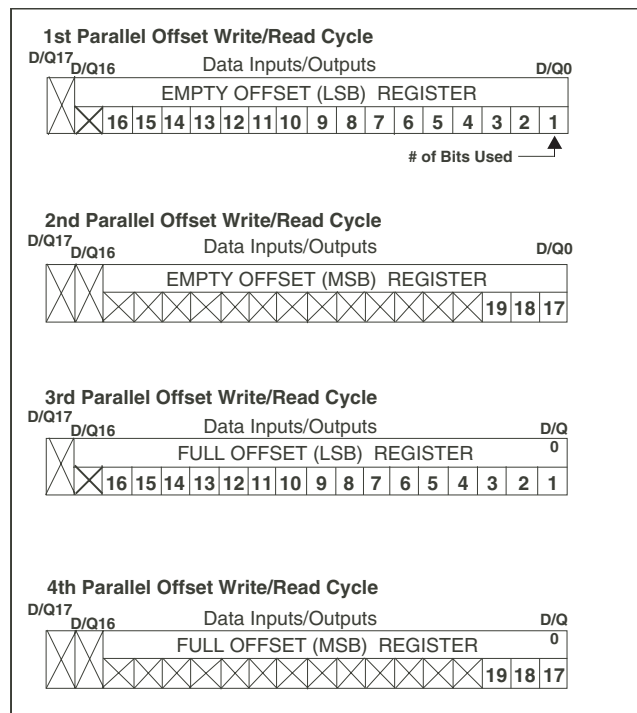 1st Parallel Offset Write/Read Cycle
D/Q17 D/Q16 Data Inputs/Outputs D/Q0
EMPTY OFFSET (LSB) REGISTER
16 15 14 13 12 11 10 9 8 7 6 5 4 3 2 1
# of Bits Used
2nd Parallel Offset Write/Read Cycle
D/Q17 D/Q16 Data Inputs/Outputs D/Q0
EMPTY OFFSET (MSB) REGISTER
19 18 17
3rd Parallel Offset Write/Read Cycle
D/Q17 D/Q16 Data Inputs/Outputs D/Q
FULL OFFSET (LSB) REGISTER 0
16 15 14 13 12 11 10 9 8 7 6 5 4 3 2 1
4th Parallel Offset Write/Read Cycle
D/Q17 D/Q16 Data Inputs/Outputs D/Q
FULL OFFSET (MSB) REGISTER 0
19 18 17